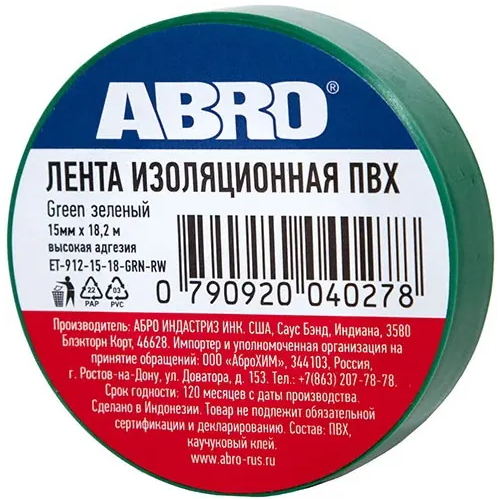 ABRO®
ЛЕНТА ИЗОЛЯЦИОННАЯ ПВХ
Green зеленый
15мм x 18,2 м
высокая адгезия
ET-912-15-18-GRN-RW
22
PAP
03
PVC
0 790920 040278
Производитель: АБРО ИНДАСТРИЗ ИНК. США, Саус Бэнд, Индиана, 3580
Блэкторн Корт, 46628. Импортер и уполномоченная организация на
принятие обращений: ООО «АброХИМ», 344103, Россия,
г. Ростов-на-Дону, ул. Доватора, д. 153. Тел.: +7(863) 207-78-78.
Срок годности: 120 месяцев с даты производства.
Сделано в Индонезии. Товар не подлежит обязательной
сертификации и декларированию. Состав: ПВХ,
каучуковый клей.
www.abro-rus.ru